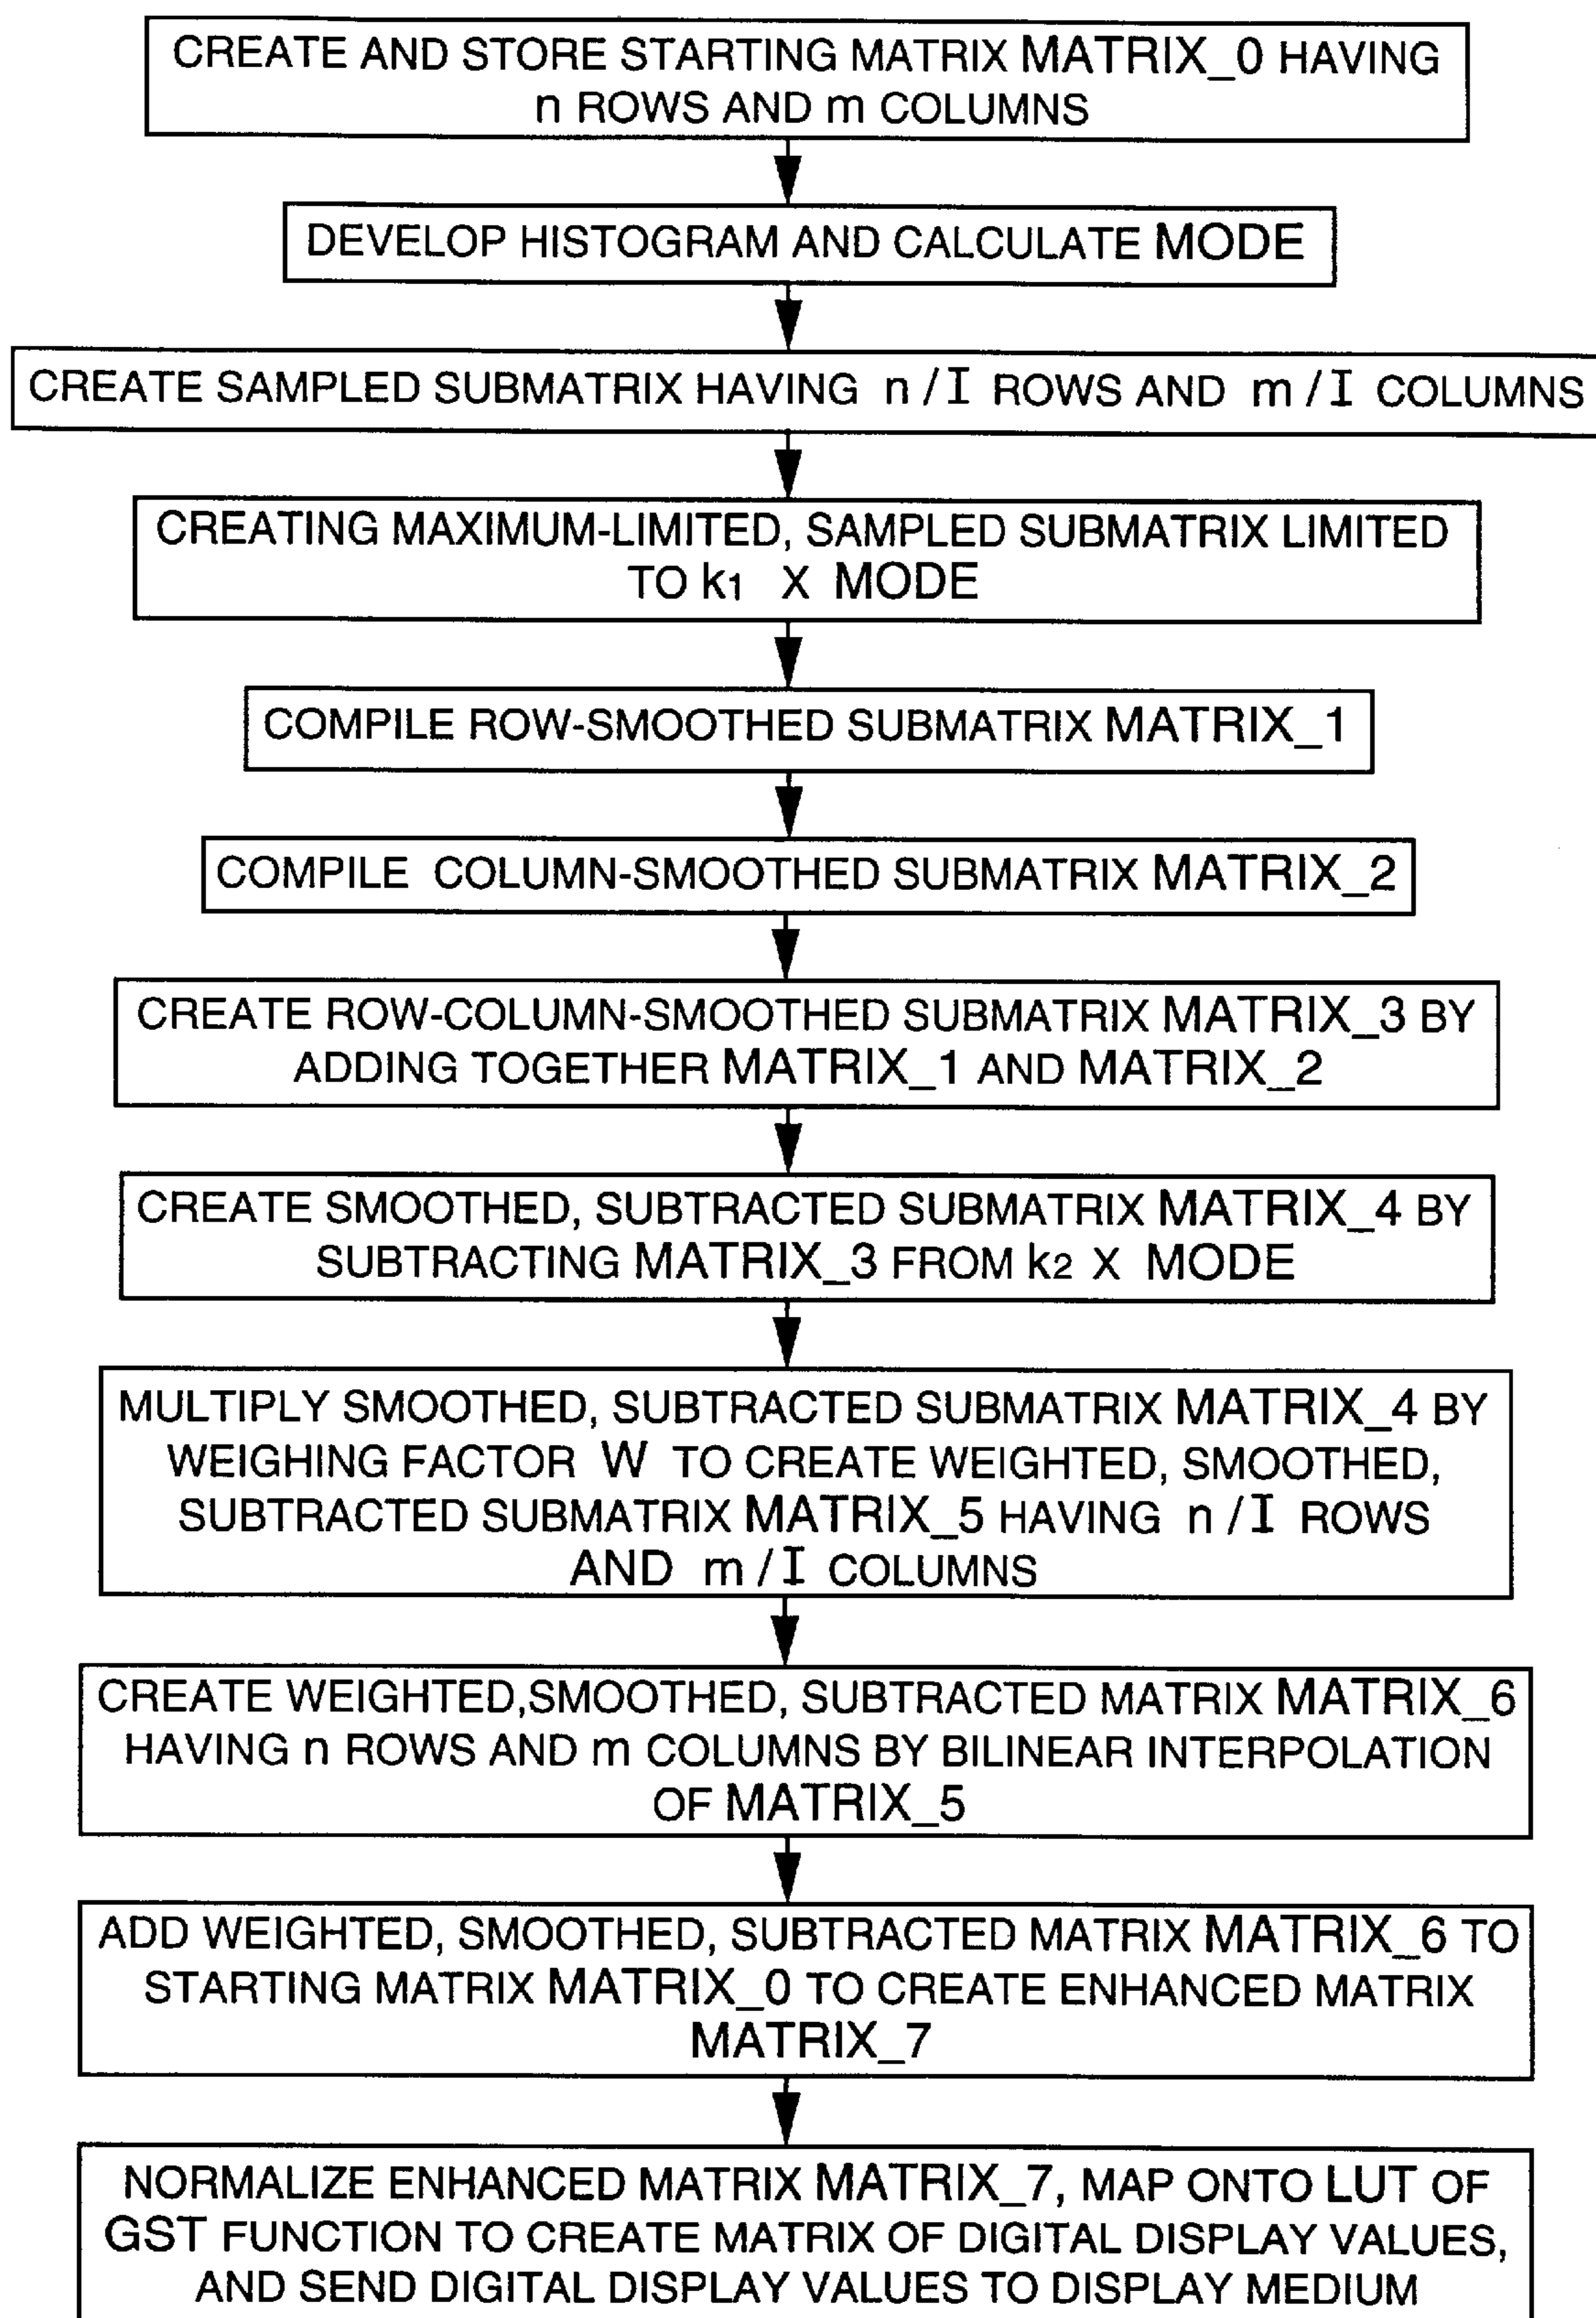 CREATE AND STORE STARTING MATRIX MATRIX_0 HAVING
n ROWS AND m COLUMNS
DEVELOP HISTOGRAM AND CALCULATE MODE
CREATE SAMPLED SUBMATRIX HAVING n/I ROWS AND m/I COLUMNS
CREATING MAXIMUM-LIMITED, SAMPLED SUBMATRIX LIMITED
TO k1 X MODE
COMPILE ROW-SMOOTHED SUBMATRIX MATRIX_1
COMPILE COLUMN-SMOOTHED SUBMATRIX MATRIX_2
CREATE ROW-COLUMN-SMOOTHED SUBMATRIX MATRIX_3 BY
ADDING TOGETHER MATRIX_1 AND MATRIX_2
CREATE SMOOTHED, SUBTRACTED SUBMATRIX MATRIX_4 BY
SUBTRACTING MATRIX_3 FROM k2 X MODE
MULTIPLY SMOOTHED, SUBTRACTED SUBMATRIX MATRIX_4 BY
WEIGHING FACTOR W TO CREATE WEIGHTED, SMOOTHED,
SUBTRACTED SUBMATRIX MATRIX_5 HAVING n/I ROWS
AND m/I COLUMNS
CREATE WEIGHTED,SMOOTHED, SUBTRACTED MATRIX MATRIX_6
HAVING n ROWS AND m COLUMNS BY BILINEAR INTERPOLATION
OF MATRIX_5
ADD WEIGHTED, SMOOTHED, SUBTRACTED MATRIX MATRIX_6 TO
STARTING MATRIX MATRIX_0 TO CREATE ENHANCED MATRIX
MATRIX_7
NORMALIZE ENHANCED MATRIX MATRIX_7, MAP ONTO LUT OF
GST FUNCTION TO CREATE MATRIX OF DIGITAL DISPLAY VALUES,
AND SEND DIGITAL DISPLAY VALUES TO DISPLAY MEDIUM